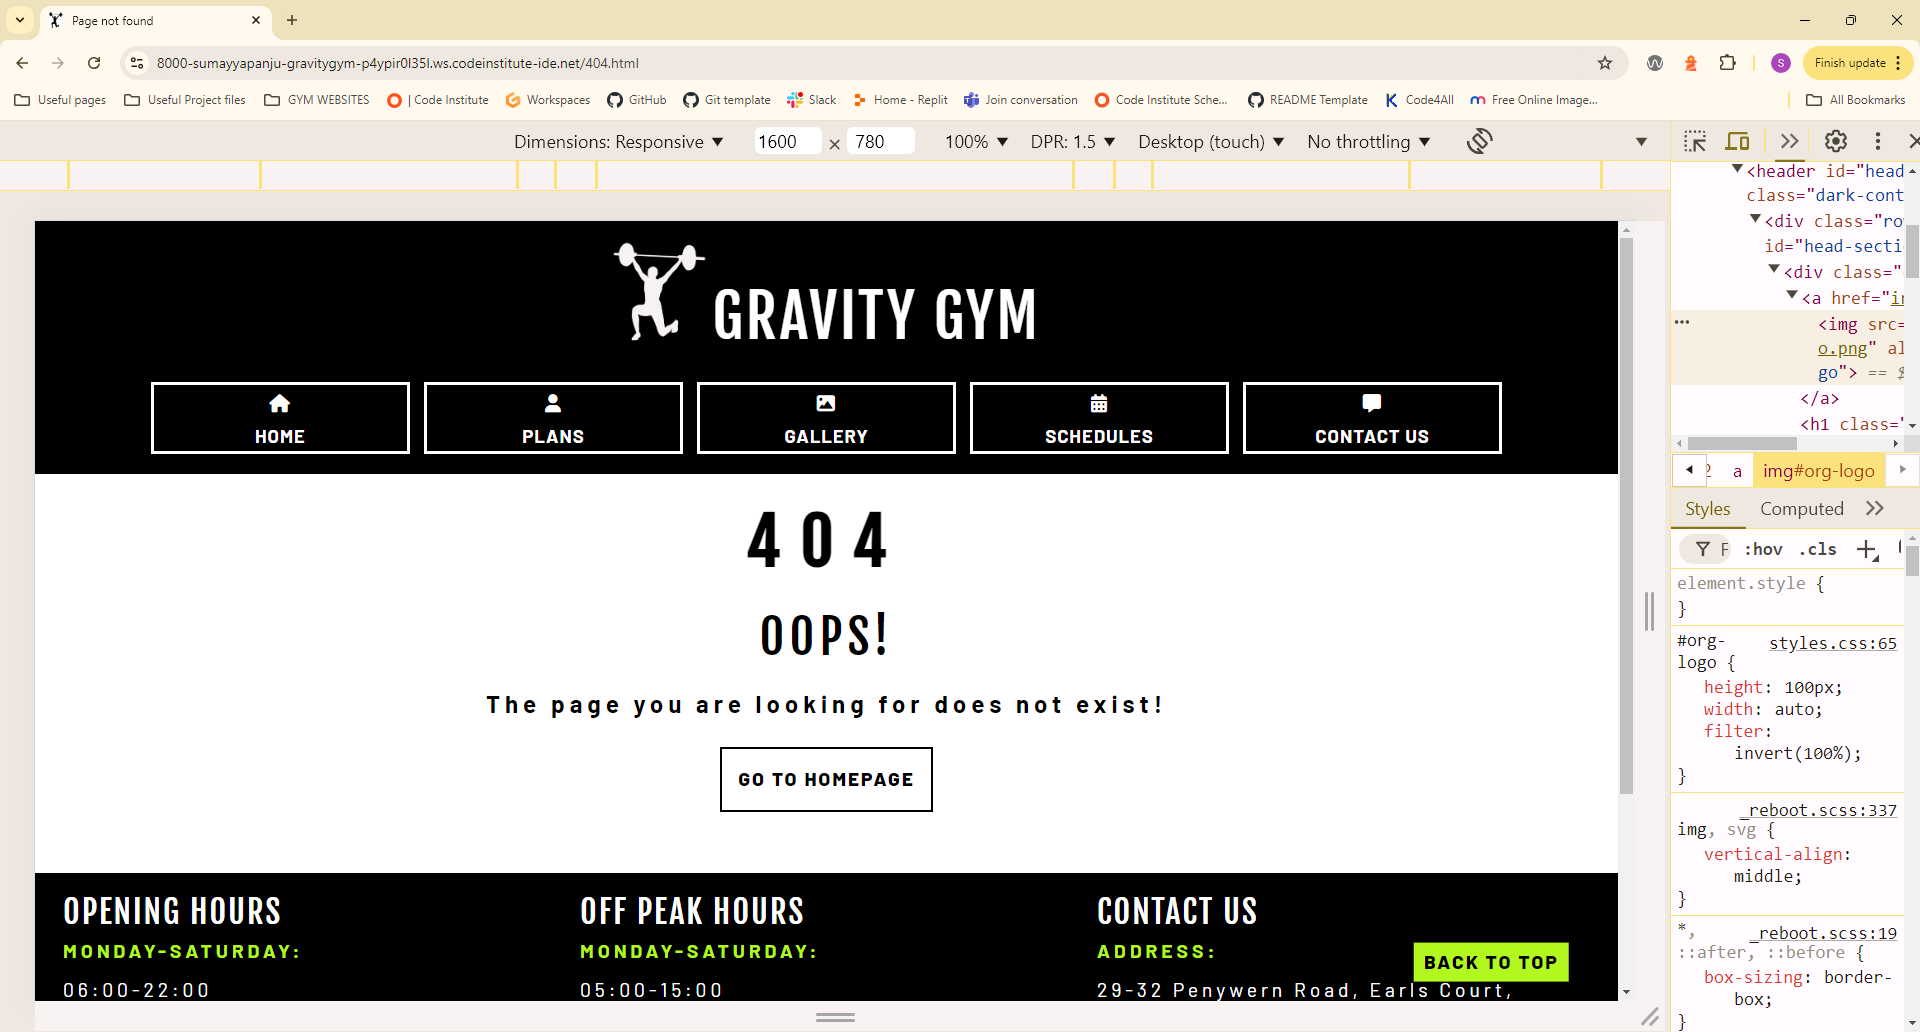 Page not found
8000-sumayyapanju-gravitygym-p4ypir0l35l.ws.codeinstitute-ide.net/404.html
S
Finish update
Useful pages
Useful Project files
GYM WEBSITES
| Code Institute
Workspaces
GitHub
Git template
Slack
Home - Replit
Join conversation
Code Institute Sche...
README Template
Code4All
Free Online Image...
All Bookmarks
Dimensions: Responsive
1600 × 780
100%
DPR: 1.5
Desktop (touch)
No throttling
GRAVITY GYM
HOME
PLANS
GALLERY
SCHEDULES
CONTACT US
404
OOPS!
The page you are looking for does not exist!
GO TO HOMEPAGE
OPENING HOURS
MONDAY-SATURDAY:
06:00-22:00
OFF PEAK HOURS
MONDAY-SATURDAY:
05:00-15:00
CONTACT US
ADDRESS:
29-32 Penywern Road, Earls Court,
BACK TO TOP
<header id="head
class="dark-cont
<div class="ro
id="head-secti
<div class="
<a href="i
<img src=
o.png" al
go"> == $
</a>
<h1 class="
a
img#org-logo
Styles
Computed
F
:hov
.cls
element.style {
}
#org-
logo {
styles.css:65
height: 100px;
width: auto;
filter:
invert(100%);
}
_reboot.scss:337
img, svg {
vertical-align:
middle;
}
*,
_reboot.scss:19
::after, ::before {
box-sizing: border-
box;
}